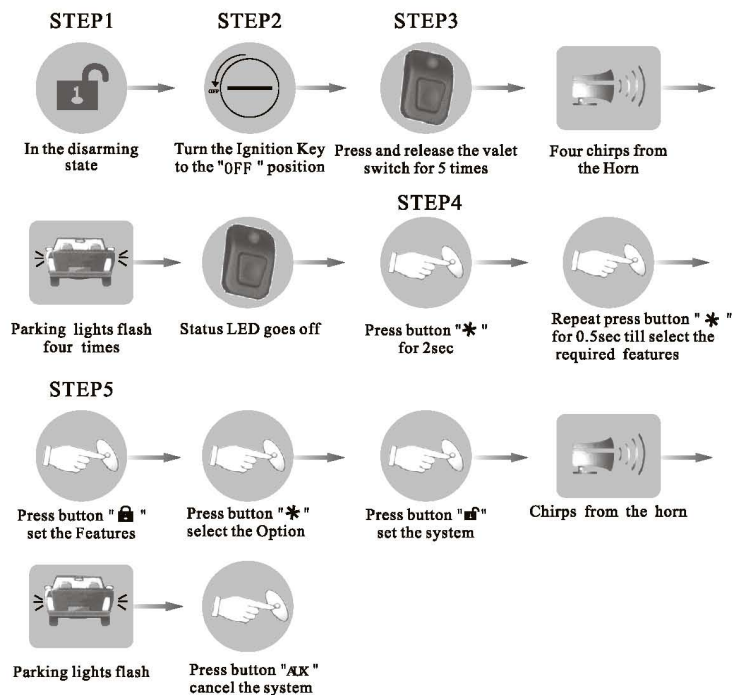 STEP1
STEP2
STEP3
1
OFF
In the disarming
state
Turn the Ignition Key
to the "OFF " position
Press and release the valet
switch for 5 times
Four chirps from
the Horn
STEP4
Parking lights flash
four times
Status LED goes off
Press button "* "
for 2sec
Repeat press button " * "
for 0.5sec till select the
required features
STEP5
Press button " 🔒 "
set the Features
Press button "*"
select the Option
Press button "🔓"
set the system
Chirps from the horn
Parking lights flash
Press button "AUX "
cancel the system